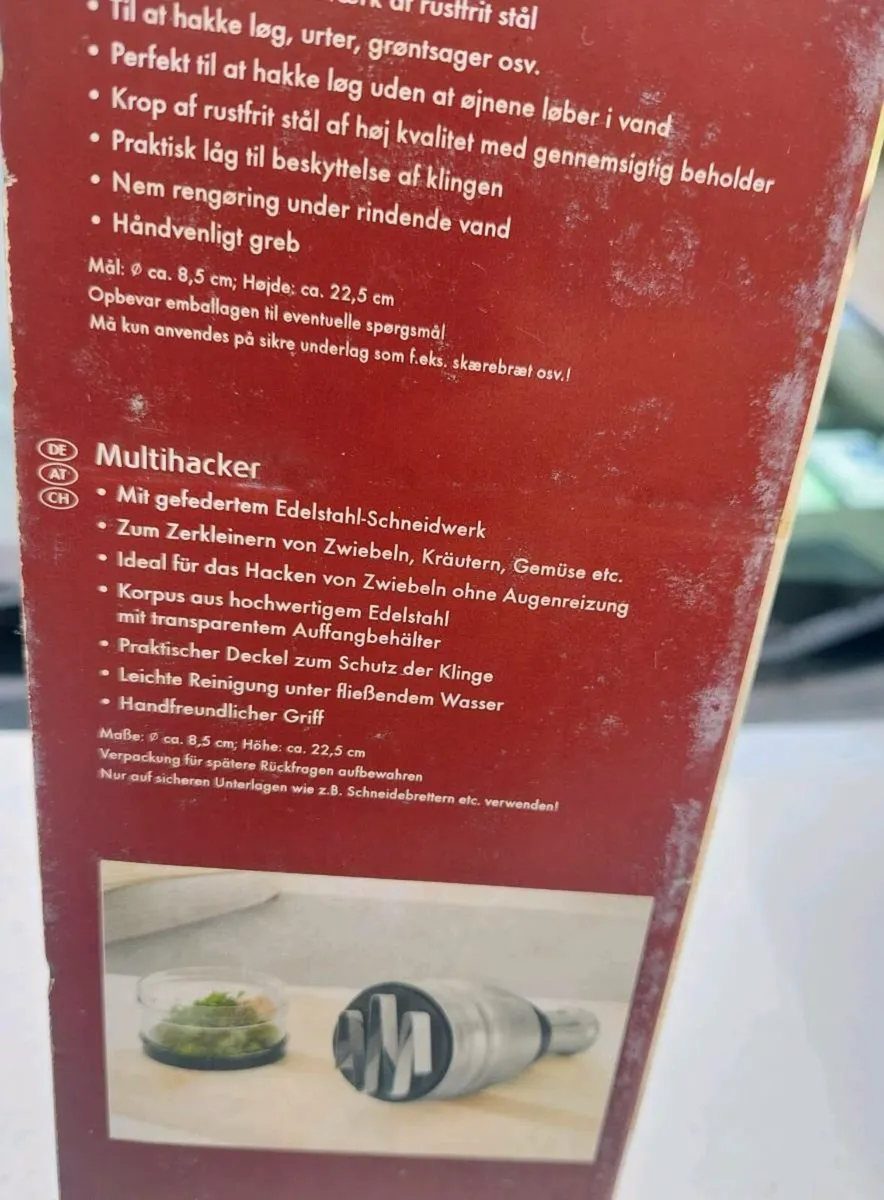 af rustfrit stål
• Til at hakke løg, urter, grøntsager osv.
• Perfekt til at hakke løg uden at øjnene løber i vand
• Krop af rustfrit stål af høj kvalitet med gennemsigtig beholder
• Praktisk låg til beskyttelse af klingen
• Nem rengøring under rindende vand
• Håndvenligt greb
Mål: Ø ca. 8,5 cm; Højde: ca. 22,5 cm
Opbevar emballagen til eventuelle spørgsmål
Må kun anvendes på sikre underlag som f.eks. skærebræt osv.!
DE
AT
CH
Multihacker
• Mit gefedertem Edelstahl-Schneidwerk
• Zum Zerkleinern von Zwiebeln, Kräutern, Gemüse etc.
• Ideal für das Hacken von Zwiebeln ohne Augenreizung
• Korpus aus hochwertigem Edelstahl
mit transparentem Auffangbehälter
• Praktischer Deckel zum Schutz der Klinge
• Leichte Reinigung unter fließendem Wasser
• Handfreundlicher Griff
Maße: Ø ca. 8,5 cm; Höhe: ca. 22,5 cm
Verpackung für spätere Rückfragen aufbewahren
Nur auf sicheren Unterlagen wie z.B. Schneidebrettern etc. verwenden!